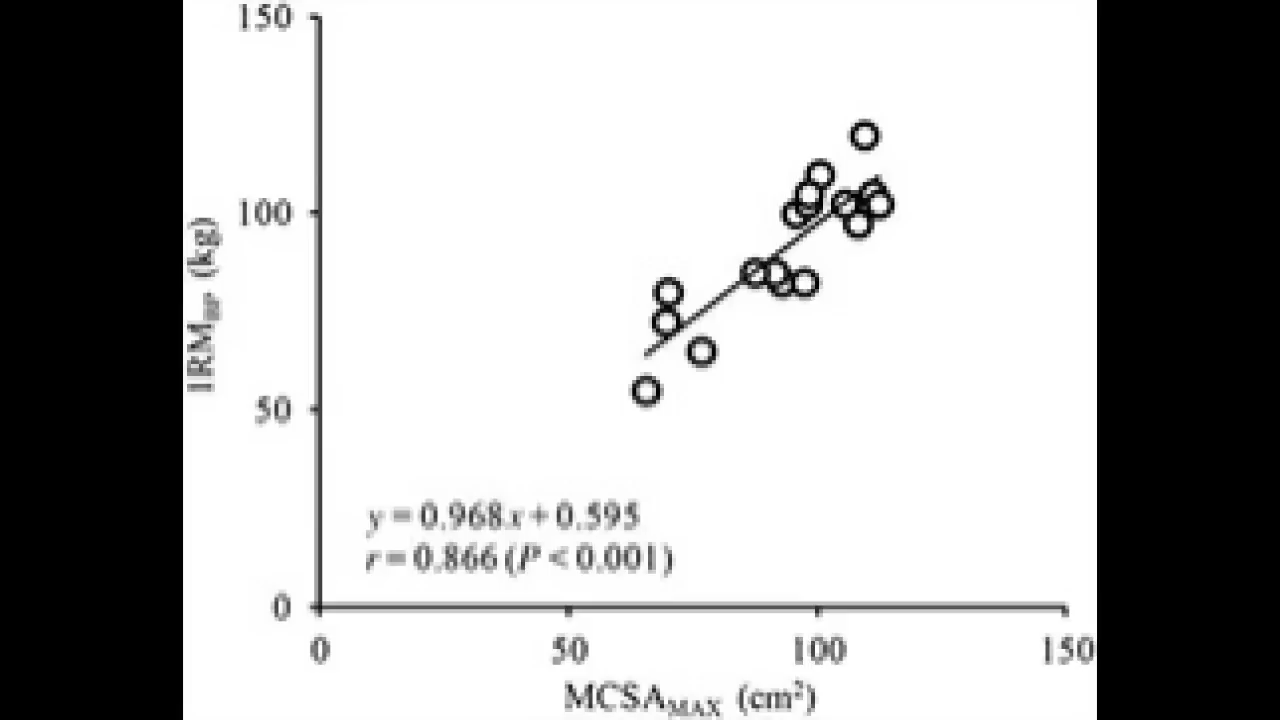 150
100
50
0
1RM (kg)
y = 0.968x + 0.595
r = 0.866 (P < 0.001)
0 50 100 150
MCSAMAX (cm²)